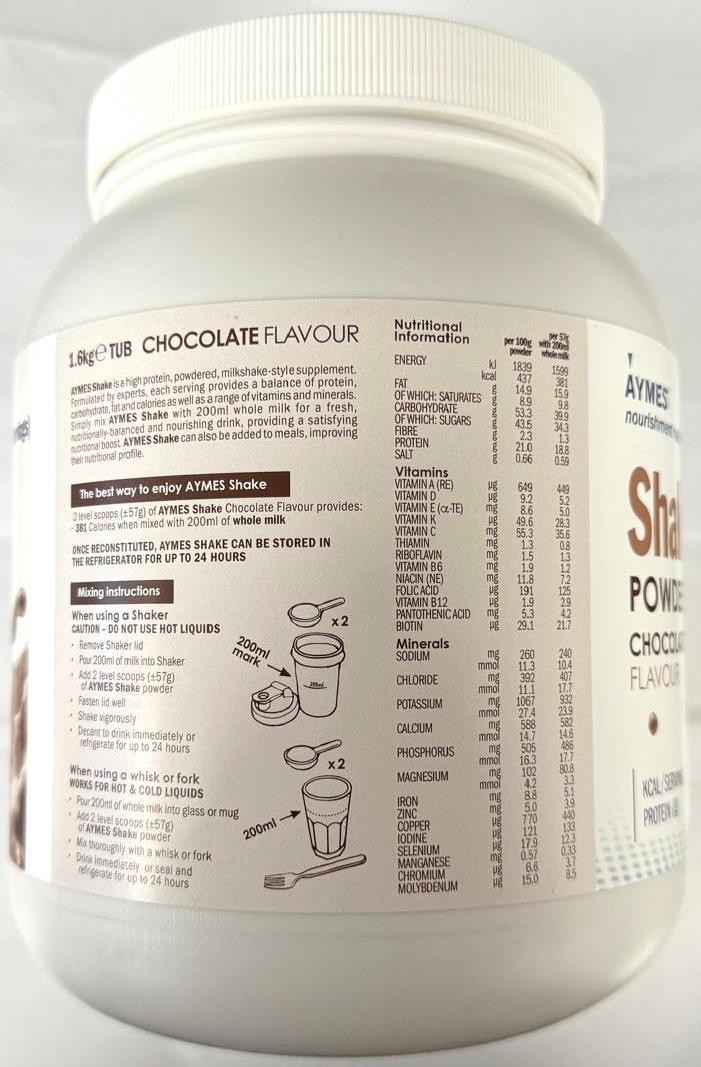 1.6kg e TUB CHOCOLATE FLAVOUR
AYMES Shake is a high protein, powdered, milkshake-style supplement.
Formulated by experts, each serving provides a balance of protein,
carbohydrate, fat and calories as well as a range of vitamins and minerals.
Simply mix AYMES Shake with 200ml whole milk for a fresh,
nutritionally-balanced and nourishing drink, providing a satisfying
nutritional boost. AYMES Shake can also be added to meals, improving
their nutritional profile.
The best way to enjoy AYMES Shake
2 level scoops (±57g) of AYMES Shake Chocolate Flavour provides:
- 381 Calories when mixed with 200ml of whole milk
ONCE RECONSTITUTED, AYMES SHAKE CAN BE STORED IN
THE REFRIGERATOR FOR UP TO 24 HOURS
Mixing instructions
When using a Shaker
CAUTION - DO NOT USE HOT LIQUIDS
• Remove Shaker lid
• Pour 200ml of milk into Shaker
• Add 2 level scoops (±57g)
of AYMES Shake powder
• Fasten lid well
• Shake vigorously
• Decant to drink immediately or
refrigerate for up to 24 hours
x2
200ml
mark
200ml
When using a whisk or fork
WORKS FOR HOT & COLD LIQUIDS
• Pour 200ml of whole milk into glass or mug
• Add 2 level scoops (±57g)
of AYMES Shake powder
• Mix thoroughly with a whisk or fork
• Drink immediately or seal and
refrigerate for up to 24 hours
x2
200ml
Nutritional
Information
per 100g powder per 57g with 200ml whole milk
ENERGY kJ 1839 1599
kcal 437 381
FAT g 14.9 15.9
OF WHICH: SATURATES g 8.9 9.8
CARBOHYDRATE g 53.3 39.9
OF WHICH: SUGARS g 43.5 34.3
FIBRE g 2.3 1.3
PROTEIN g 21.0 18.8
SALT g 0.66 0.59
Vitamins
VITAMIN A (RE) µg 649 449
VITAMIN D µg 9.2 5.2
VITAMIN E (α-TE) mg 8.6 5.0
VITAMIN K µg 49.6 28.3
VITAMIN C mg 55.3 35.6
THIAMIN mg 1.3 0.8
RIBOFLAVIN mg 1.5 1.3
VITAMIN B6 mg 1.9 1.2
NIACIN (NE) mg 11.8 7.2
FOLIC ACID µg 191 125
VITAMIN B12 µg 1.9 2.9
PANTOTHENIC ACID mg 5.3 4.2
BIOTIN µg 29.1 21.7
Minerals
SODIUM mg 260 240
mmol 11.3 10.4
CHLORIDE mg 392 407
mmol 11.1 17.7
POTASSIUM mg 1067 932
mmol 27.4 23.9
CALCIUM mg 588 582
mmol 14.7 14.6
PHOSPHORUS mg 505 486
mmol 16.3 17.7
MAGNESIUM mg 102 80.8
mmol 4.2 3.3
IRON mg 8.8 5.1
ZINC mg 5.0 3.9
COPPER µg 770 440
IODINE µg 121 133
SELENIUM µg 17.9 12.3
MANGANESE mg 0.57 0.33
CHROMIUM µg 6.6 3.7
MOLYBDENUM µg 15.0 8.5
AYMES
nourishment
Sha
POWDE
CHOCOLA
FLAVOUR
KCAL/SERVIN
PROTEIN (g)